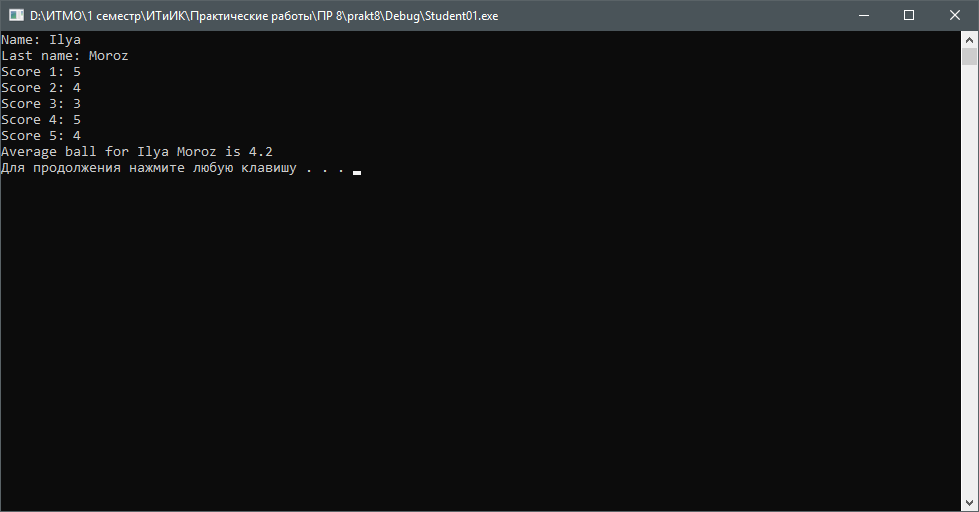 D:\ИТМО\1 семестр\ИТиИК\Практические работы\ПР 8\prakt8\Debug\Student01.exe
Name: Ilya
Last name: Moroz
Score 1: 5
Score 2: 4
Score 3: 3
Score 4: 5
Score 5: 4
Average ball for Ilya Moroz is 4.2
Для продолжения нажмите любую клавишу . . .